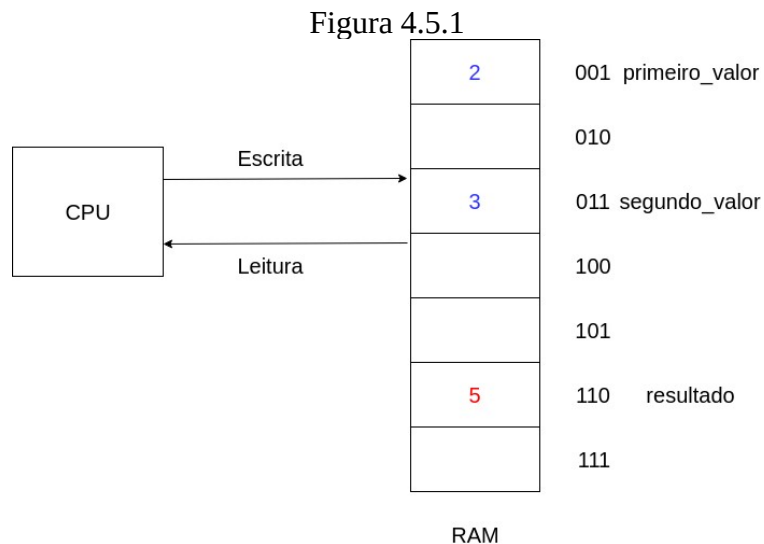 Figura 4.5.1
2 001 primeiro_valor
010
Escrita
CPU
3 011 segundo_valor
Leitura
100
101
5 110 resultado
111
RAM